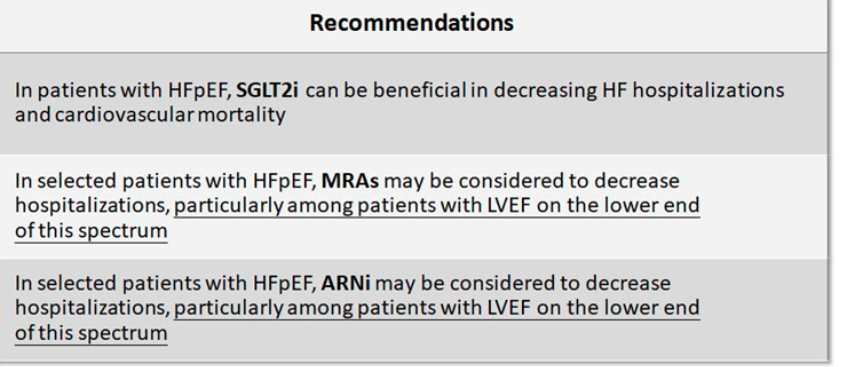 Recommendations
In patients with HFpEF, SGLT2i can be beneficial in decreasing HF hospitalizations
and cardiovascular mortality
In selected patients with HFpEF, MRAs may be considered to decrease
hospitalizations, particularly among patients with LVEF on the lower end
of this spectrum
In selected patients with HFpEF, ARNi may be considered to decrease
hospitalizations, particularly among patients with LVEF on the lower end
of this spectrum